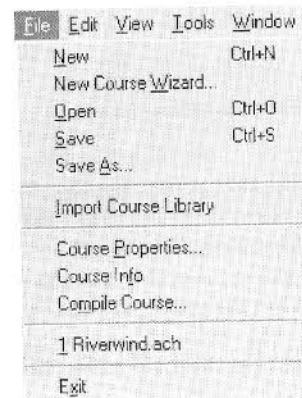 File Edit View Tools Window
New Ctrl+N
New Course Wizard...
Open Ctrl+O
Save Ctrl+S
Save As...
Import Course Library
Course Properties...
Course Info
Compile Course...
1 Riverwind.ach
Exit